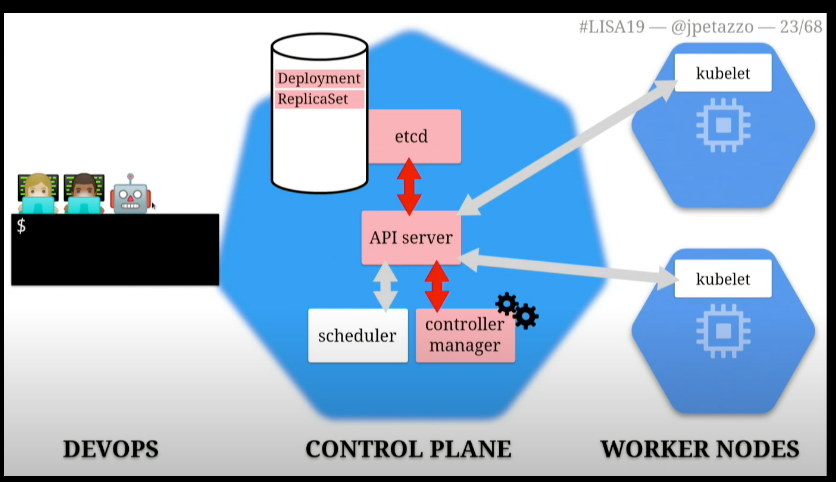 #LISA19 — @jpetazzo — 23/68
Deployment
ReplicaSet
etcd
API server
scheduler
controller
manager
$
kubelet
kubelet
DEVOPS
CONTROL PLANE
WORKER NODES